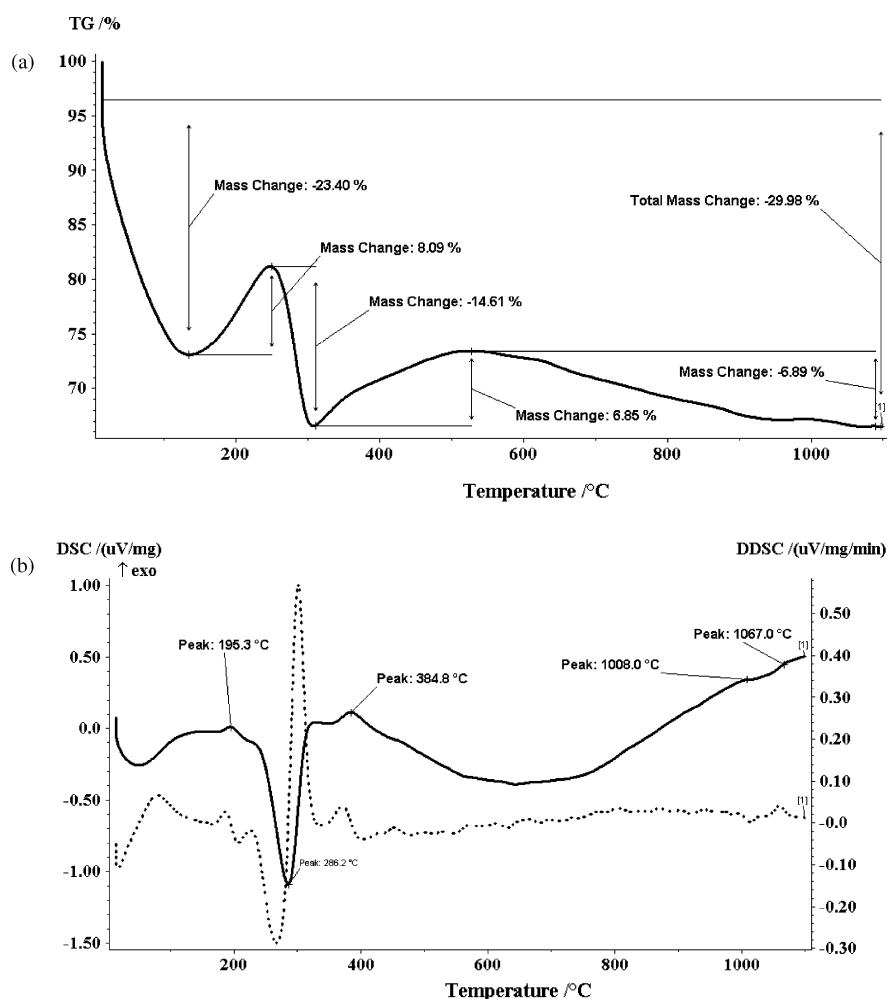 TG /%
(a)
100
95
90
85
80
75
70
Mass Change: -23.40 %
Total Mass Change: -29.98 %
Mass Change: 8.09 %
Mass Change: -14.61 %
Mass Change: -6.89 %
[1]
Mass Change: 6.85 %
200 400 600 800 1000
Temperature /°C
DSC /(uV/mg) DDSC /(uV/mg/min)
(b)
↑ exo
1.00
0.50
0.0
-0.50
-1.00
-1.50
0.50
0.40
0.30
0.20
0.10
-0.0
-0.10
-0.20
-0.30
Peak: 195.3 °C
Peak: 384.8 °C
Peak: 1067.0 °C
[1]
Peak: 1008.0 °C
[1]
Peak: 286.2 °C
200 400 600 800 1000
Temperature /°C